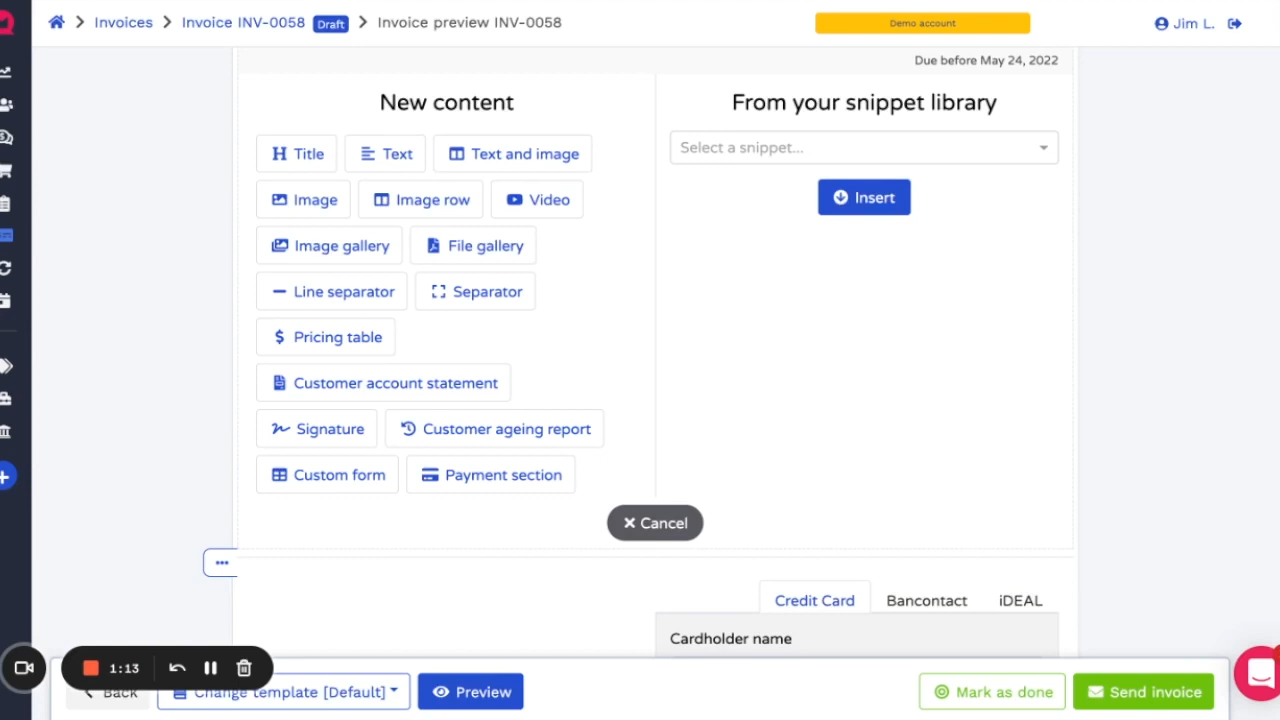 Invoices Invoice INV-0058 Draft Invoice preview INV-0058 Demo account Jim L.
Due before May 24, 2022
New content
From your snippet library
Title Text Text and image
Select a snippet...
Image Image row Video
Insert
Image gallery File gallery
Line separator Separator
Pricing table
Customer account statement
Signature Customer ageing report
Custom form Payment section
Cancel
Credit Card Bancontact iDEAL
Cardholder name
1:13
Back Change template [Default] Preview Mark as done Send invoice